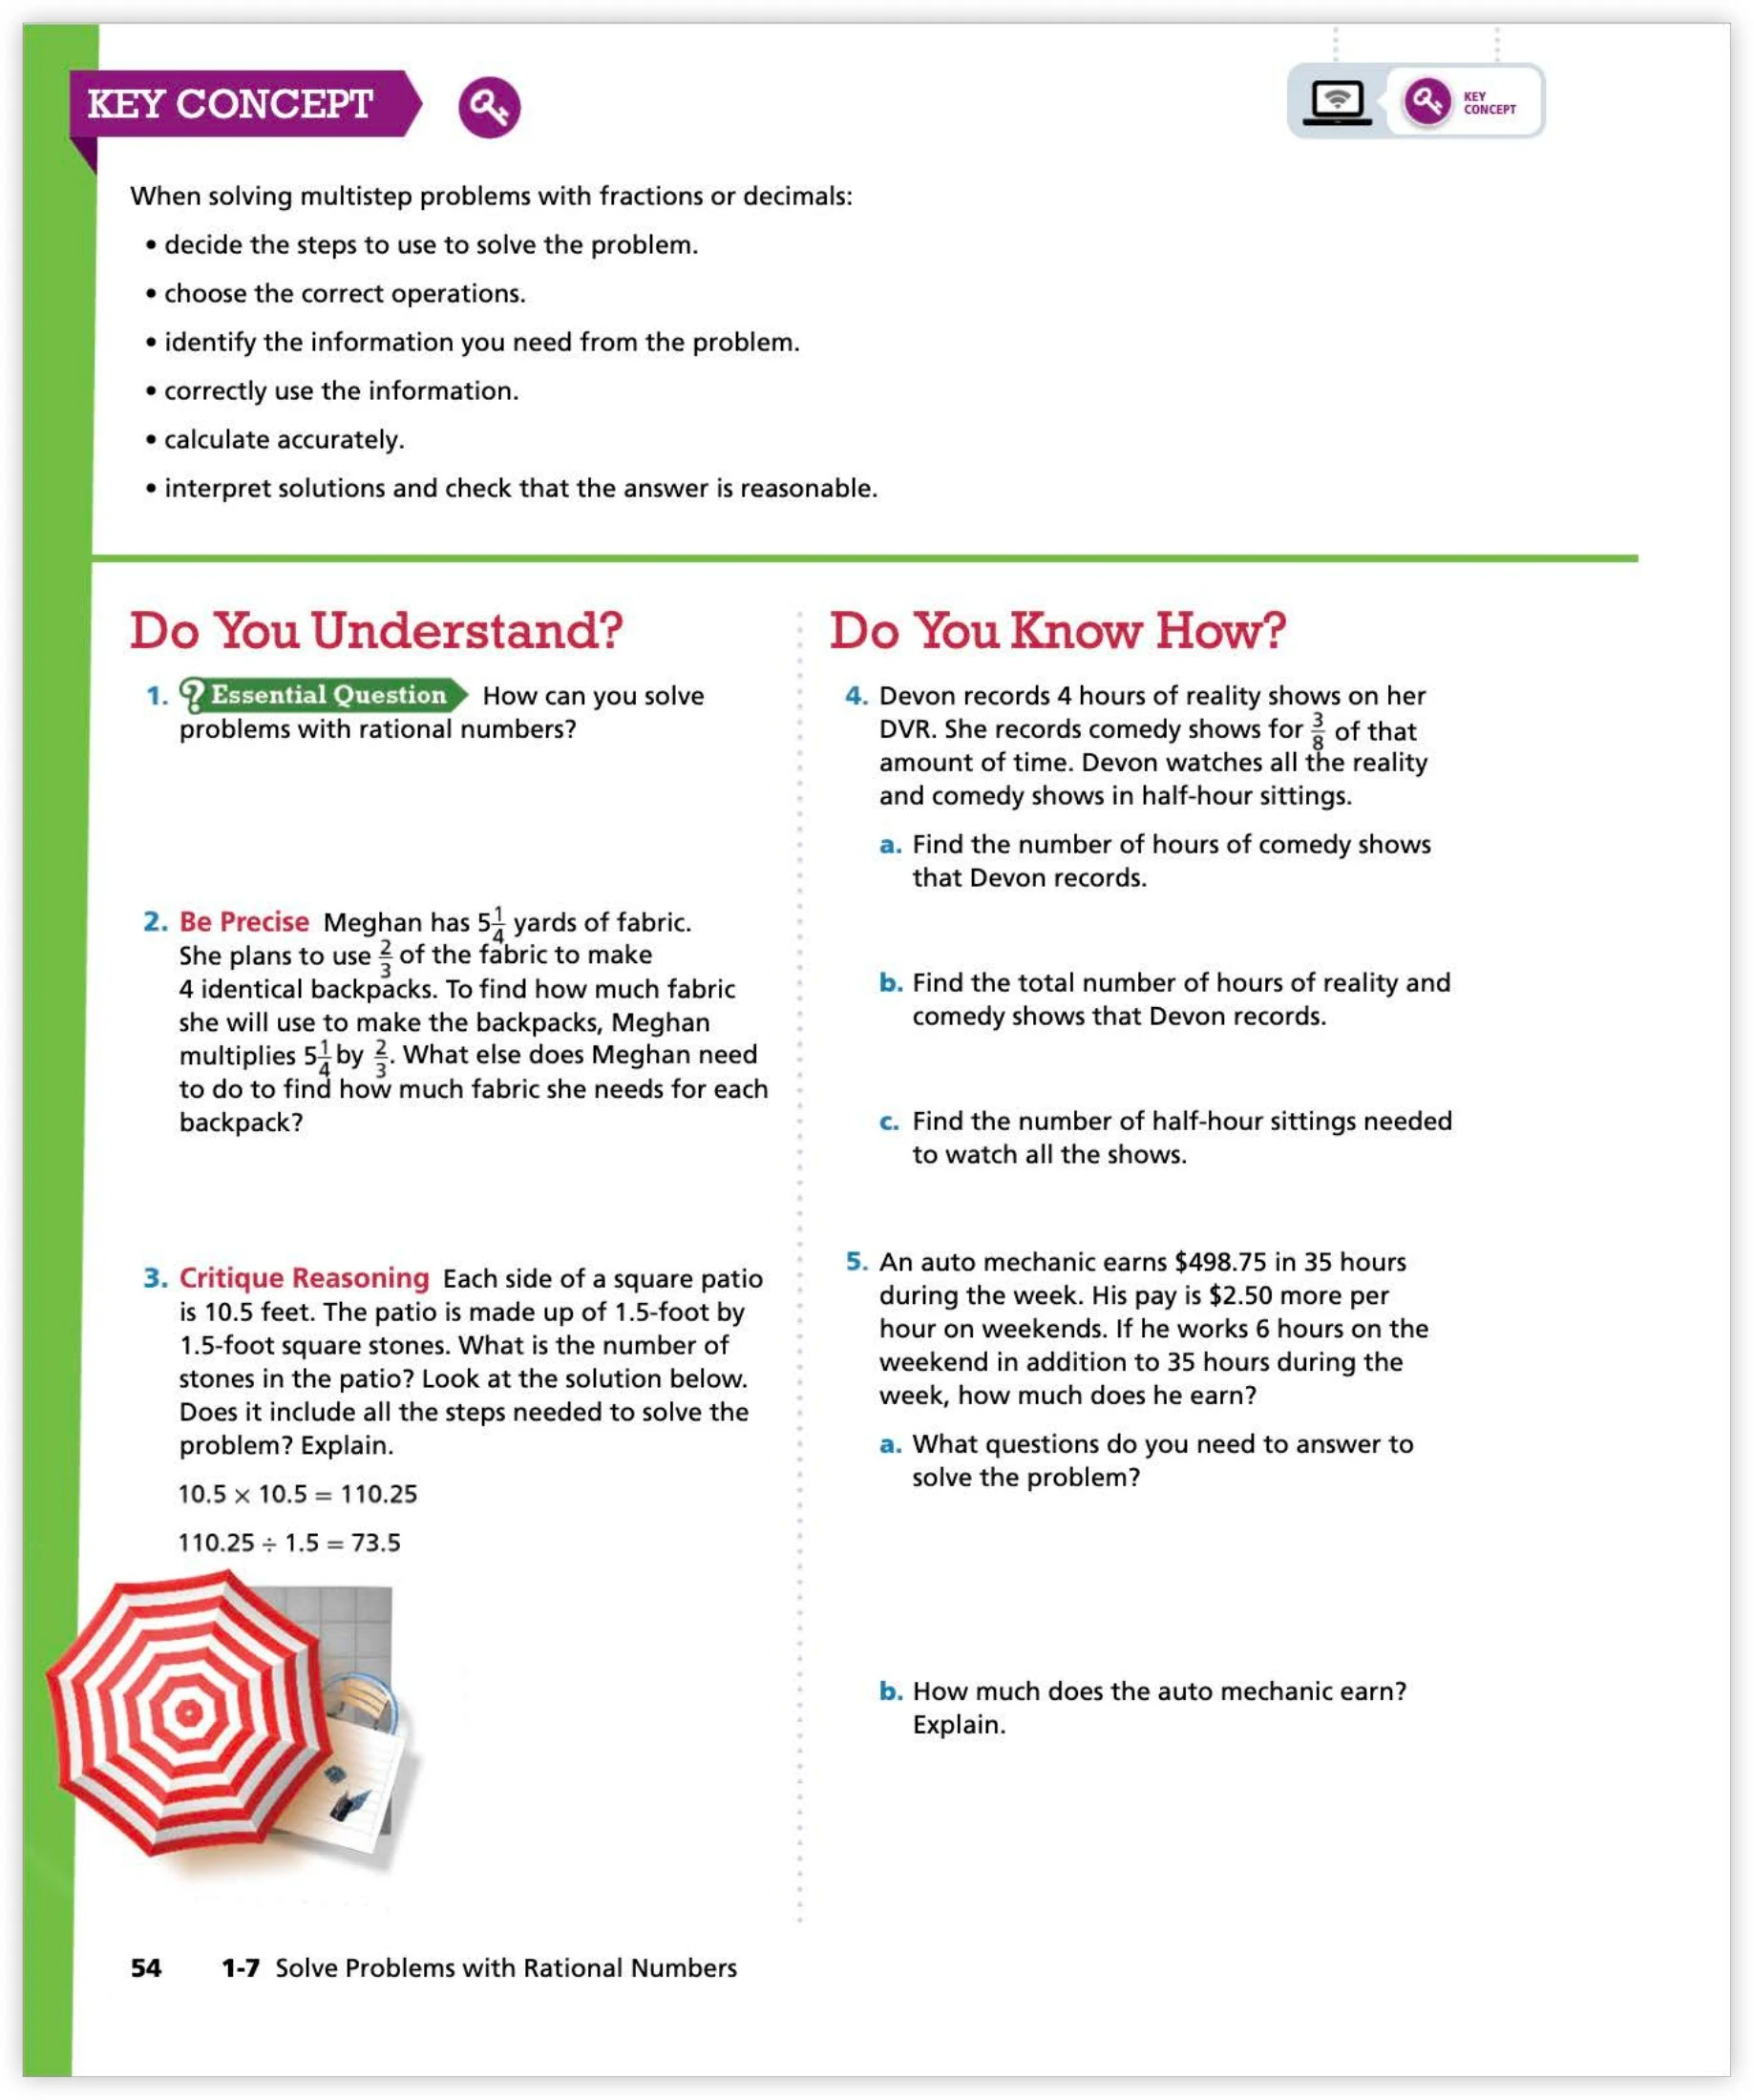 KEY CONCEPT
KEY
CONCEPT
When solving multistep problems with fractions or decimals:
• decide the steps to use to solve the problem.
• choose the correct operations.
• identify the information you need from the problem.
• correctly use the information.
• calculate accurately.
• interpret solutions and check that the answer is reasonable.
Do You Understand?
1. ? Essential Question How can you solve
problems with rational numbers?
2. Be Precise Meghan has 5 1/4 yards of fabric.
She plans to use 2/3 of the fabric to make
4 identical backpacks. To find how much fabric
she will use to make the backpacks, Meghan
multiplies 5 1/4 by 2/3. What else does Meghan need
to do to find how much fabric she needs for each
backpack?
3. Critique Reasoning Each side of a square patio
is 10.5 feet. The patio is made up of 1.5-foot by
1.5-foot square stones. What is the number of
stones in the patio? Look at the solution below.
Does it include all the steps needed to solve the
problem? Explain.
10.5 × 10.5 = 110.25
110.25 ÷ 1.5 = 73.5
Do You Know How?
4. Devon records 4 hours of reality shows on her
DVR. She records comedy shows for 3/8 of that
amount of time. Devon watches all the reality
and comedy shows in half-hour sittings.
a. Find the number of hours of comedy shows
that Devon records.
b. Find the total number of hours of reality and
comedy shows that Devon records.
c. Find the number of half-hour sittings needed
to watch all the shows.
5. An auto mechanic earns $498.75 in 35 hours
during the week. His pay is $2.50 more per
hour on weekends. If he works 6 hours on the
weekend in addition to 35 hours during the
week, how much does he earn?
a. What questions do you need to answer to
solve the problem?
b. How much does the auto mechanic earn?
Explain.
54 1-7 Solve Problems with Rational Numbers